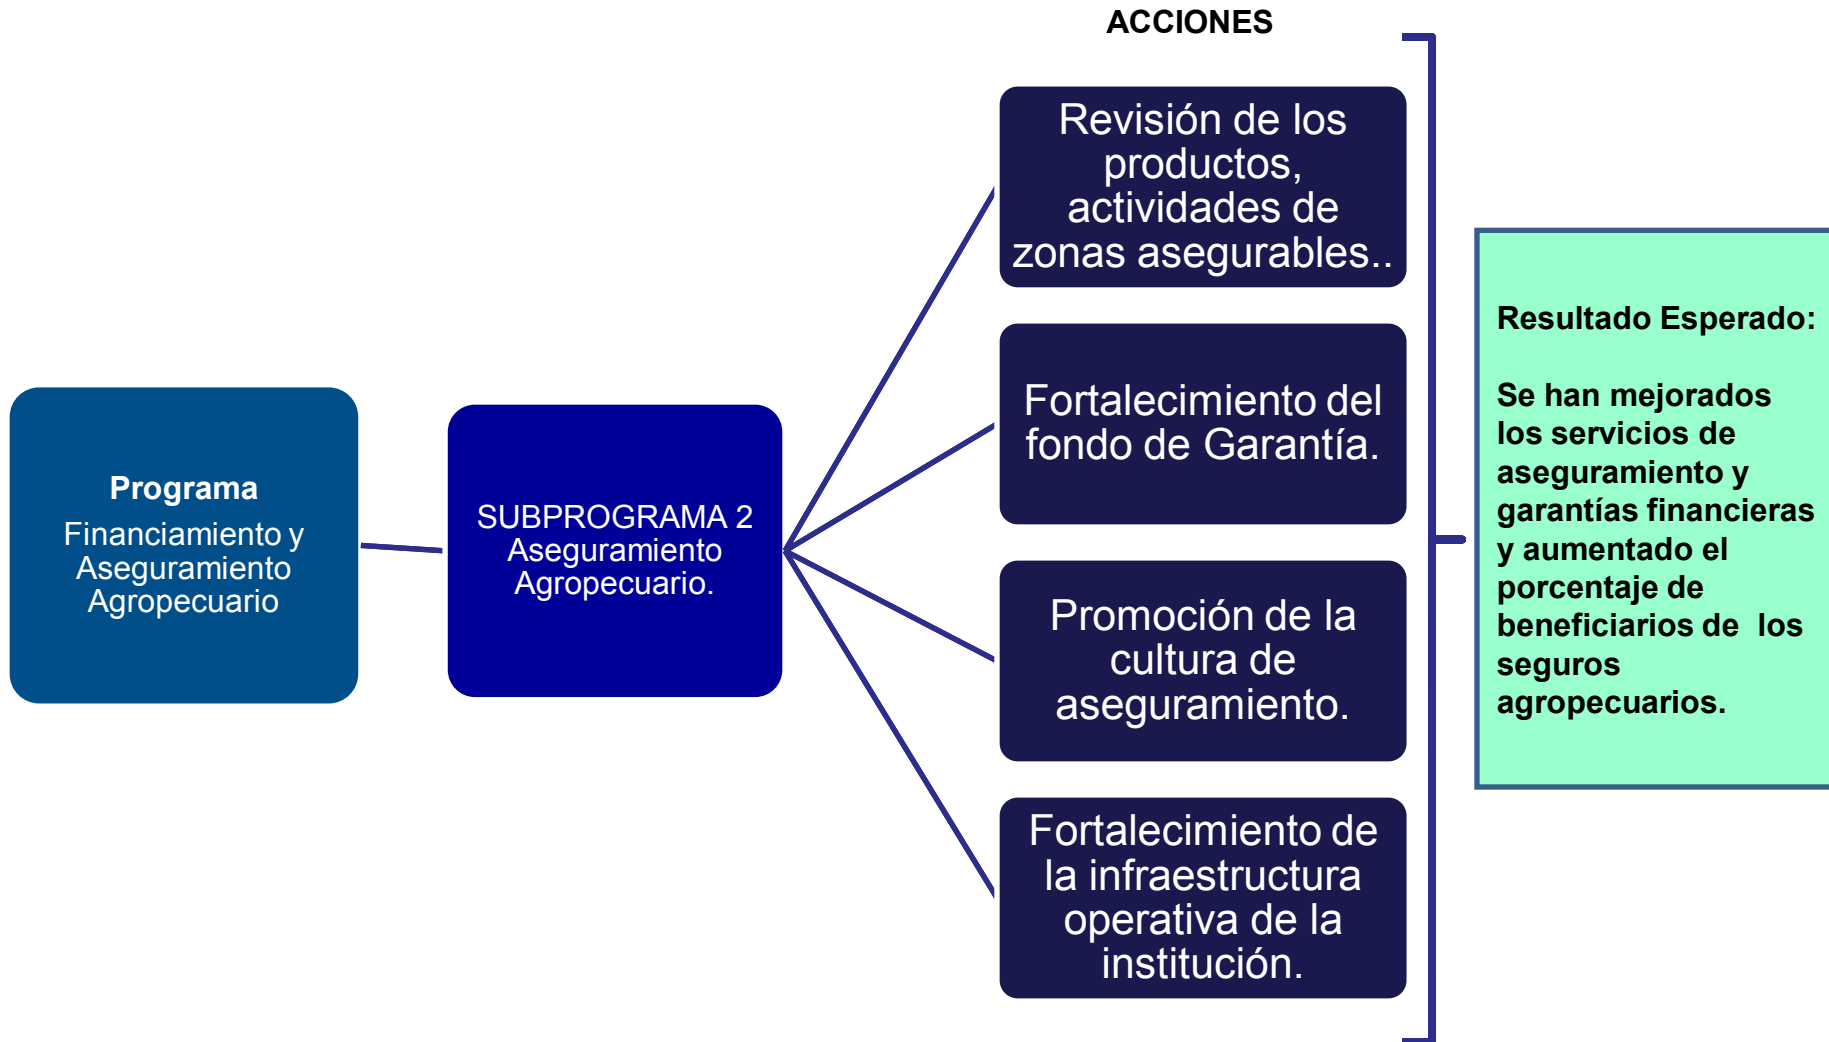 ACCIONES
Programa
Financiamiento y
Aseguramiento
Agropecuario
SUBPROGRAMA 2
Aseguramiento
Agropecuario.
Revisión de los
productos,
actividades de
zonas asegurables..
Fortalecimiento del
fondo de Garantía.
Promoción de la
cultura de
aseguramiento.
Fortalecimiento de
la infraestructura
operativa de la
institución.
Resultado Esperado:
Se han mejorados
los servicios de
aseguramiento y
garantías financieras
y aumentado el
porcentaje de
beneficiarios de  los
seguros
agropecuarios.